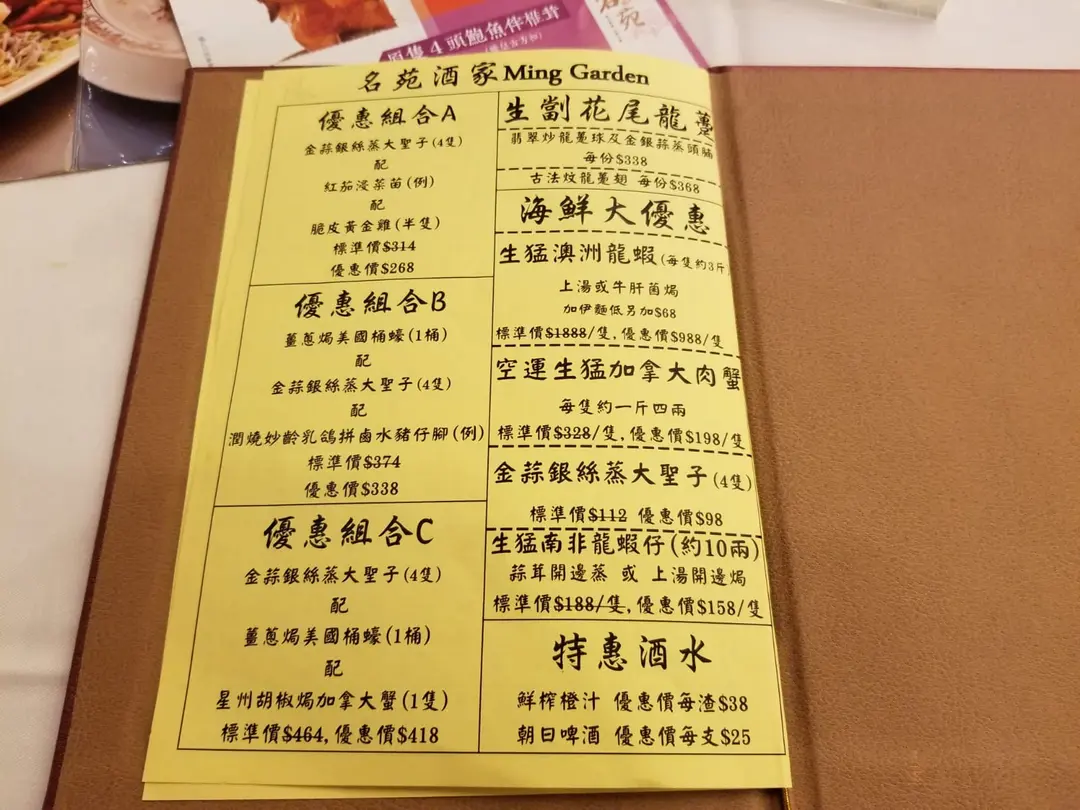 原隻4頭鮑魚伴椎茸
名苑
名苑酒家Ming Garden
優惠組合A
金蒜銀絲蒸大聖子(4隻)
配
紅茄浸菜苗(例)
配
脆皮黃金雞(半隻)
標準價$314
優惠價$268
優惠組合B
薑蔥焗美國桶蠔(1桶)
配
金蒜銀絲蒸大聖子(4隻)
配
潤燒妙齡乳鴿拼鹵水豬仔腳(例)
標準價$374
優惠價$338
優惠組合C
金蒜銀絲蒸大聖子(4隻)
配
薑蔥焗美國桶蠔(1桶)
配
星州胡椒焗加拿大蟹(1隻)
標準價$464,優惠價$418
生劏花尾龍躉
翡翠炒龍躉球及金銀蒜蒸頭腩
每份$338
古法炆龍躉翅 每份$368
海鮮大優惠
生猛澳洲龍蝦(每隻約3斤)
上湯或牛肝菌焗
加伊麵低另加$68
標準價$1888/隻,優惠價$988/隻
空運生猛加拿大肉蟹
每隻約一斤四兩
標準價$328/隻,優惠價$198/隻
金蒜銀絲蒸大聖子(4隻)
標準價$112 優惠價$98
生猛南非龍蝦仔(約10兩)
蒜茸開邊蒸 或 上湯開邊焗
標準價$188/隻,優惠價$158/隻
特惠酒水
鮮榨橙汁 優惠價每渣$38
朝日啤酒 優惠價每支$25